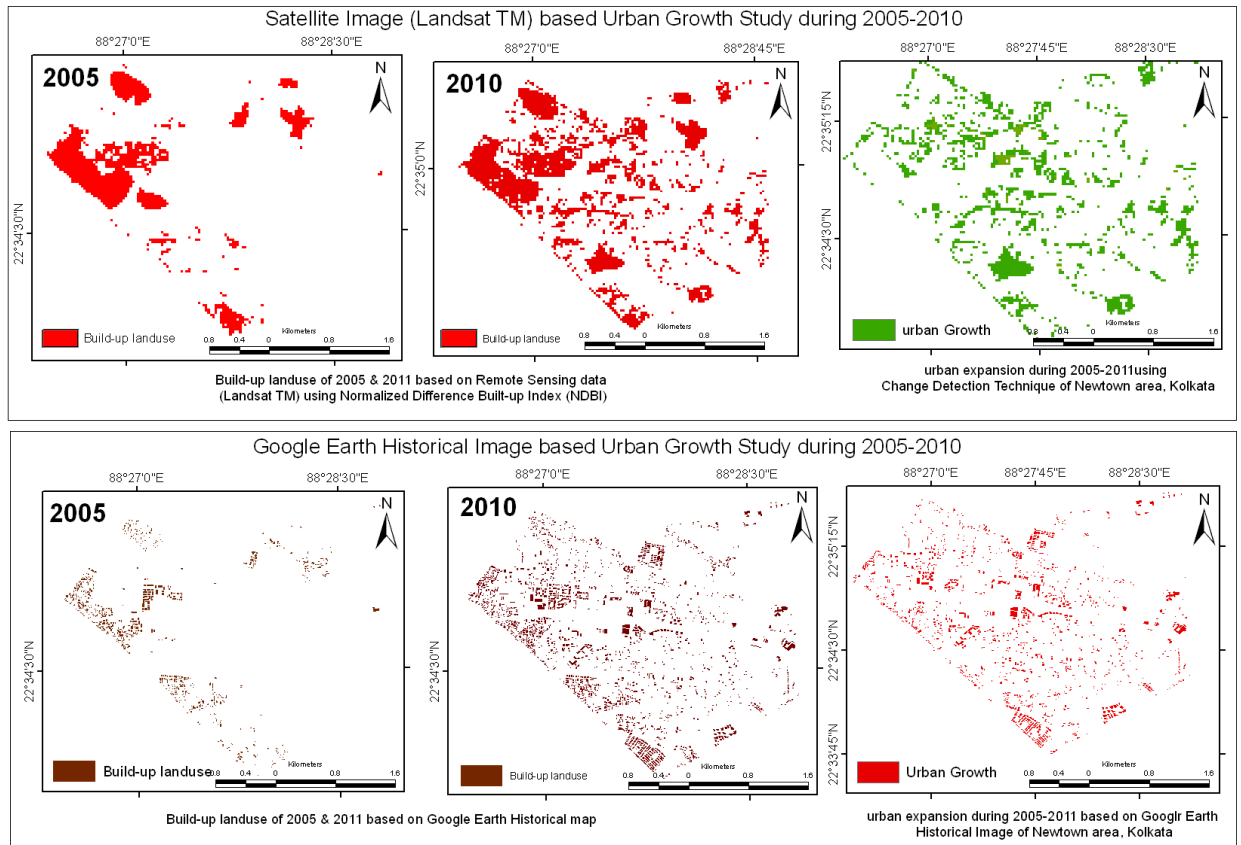 Satellite Image (Landsat TM) based Urban Growth Study during 2005-2010
88°27'0"E 88°28'30"E
88°27'0"E 88°28'45"E
88°27'0"E 88°27'45"E 88°28'30"E
2005
N
22°34'30"N
Build-up landuse
Kilometers
0.8 0.4 0 0.8 1.6
2010
N
22°35'0"N
Build-up landuse
Kilometers
0.8 0.4 0 0.8 1.6
N
22°35'15"N
22°34'30"N
urban Growth
Kilometers
0.8 0.4 0 0.8 1.6
Build-up landuse of 2005 & 2011 based on Remote Sensing data
(Landsat TM) using Normalized Difference Built-up Index (NDBI)
urban expansion during 2005-2011using
Change Detection Technique of Newtown area, Kolkata
Google Earth Historical Image based Urban Growth Study during 2005-2010
88°27'0"E 88°28'30"E
88°27'0"E 88°28'30"E
88°27'0"E 88°27'45"E 88°28'30"E
2005
N
22°34'30"N
Build-up landuse
Kilometers
0.8 0.4 0 0.8 1.6
2010
N
22°34'30"N
Build-up landuse
Kilometers
0.8 0.4 0 0.8 1.6
N
22°35'15"N
22°34'30"N
22°33'45"N
Urban Growth
Kilometers
0.8 0.4 0 0.8 1.6
Build-up landuse of 2005 & 2011 based on Google Earth Historical map
urban expansion during 2005-2011 based on Googlr Earth
Historical Image of Newtown area, Kolkata